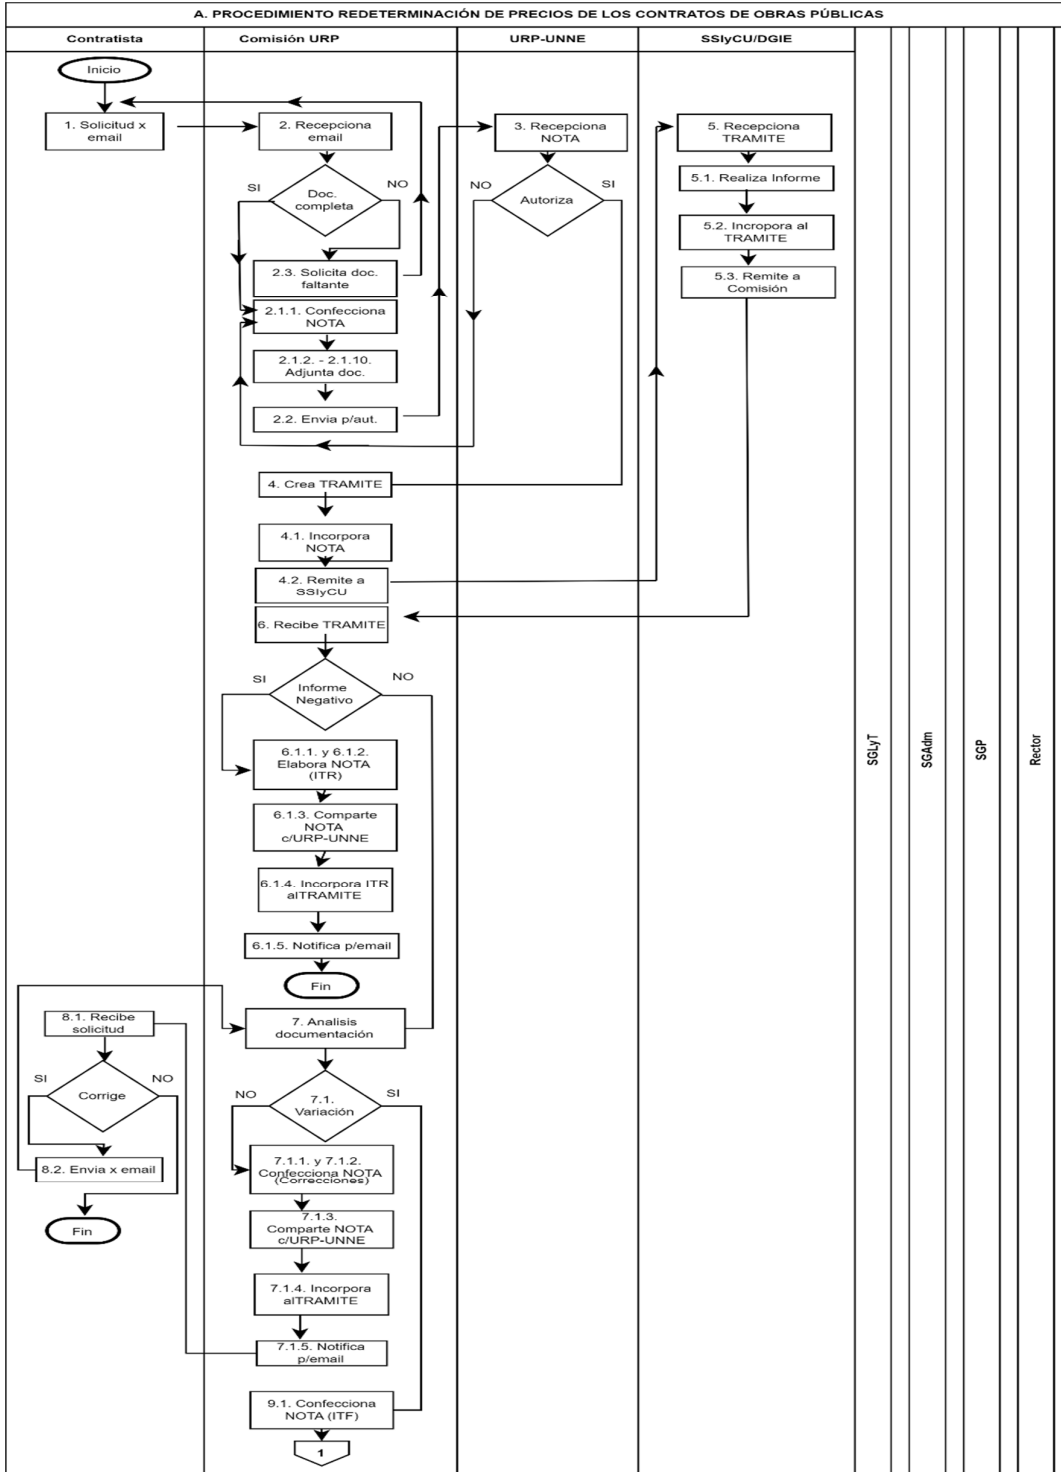 A. PROCEDIMIENTO REDETERMINACIÓN DE PRECIOS DE LOS CONTRATOS DE OBRAS PÚBLICAS
Contratista
Comisión URP
URP-UNNE
SSIyCU/DGIE
Inicio
1. Solicitud x
email
2. Recepciona
email
3. Recepciona
NOTA
5. Recepciona
TRAMITE
5.1. Realiza Informe
SI
Doc.
completa
NO
NO
Autoriza
SI
5.2. Incropora al
TRAMITE
2.3. Solicita doc.
faltante
5.3. Remite a
Comisión
2.1.1. Confecciona
NOTA
2.1.2. - 2.1.10.
Adjunta doc.
2.2. Envia p/aut.
4. Crea TRAMITE
4.1. Incorpora
NOTA
4.2. Remite a
SSIyCU
6. Recibe TRAMITE
SI
Informe
Negativo
NO
6.1.1. y 6.1.2.
Elabora NOTA
(ITR)
6.1.3. Comparte
NOTA
c/URP-UNNE
6.1.4. Incorpora ITR
alTRAMITE
6.1.5. Notifica p/email
Fin
8.1. Recibe
solicitud
7. Analisis
documentación
SI
Corrige
NO
NO
7.1.
Variación
SI
8.2. Envia x email
7.1.1. y 7.1.2.
Confecciona NOTA
(Correcciones)
Fin
7.1.3.
Comparte NOTA
c/URP-UNNE
7.1.4. Incorpora
alTRAMITE
7.1.5. Notifica
p/email
9.1. Confecciona
NOTA (ITF)
1
SGLyT
SGAdm
SGP
Rector